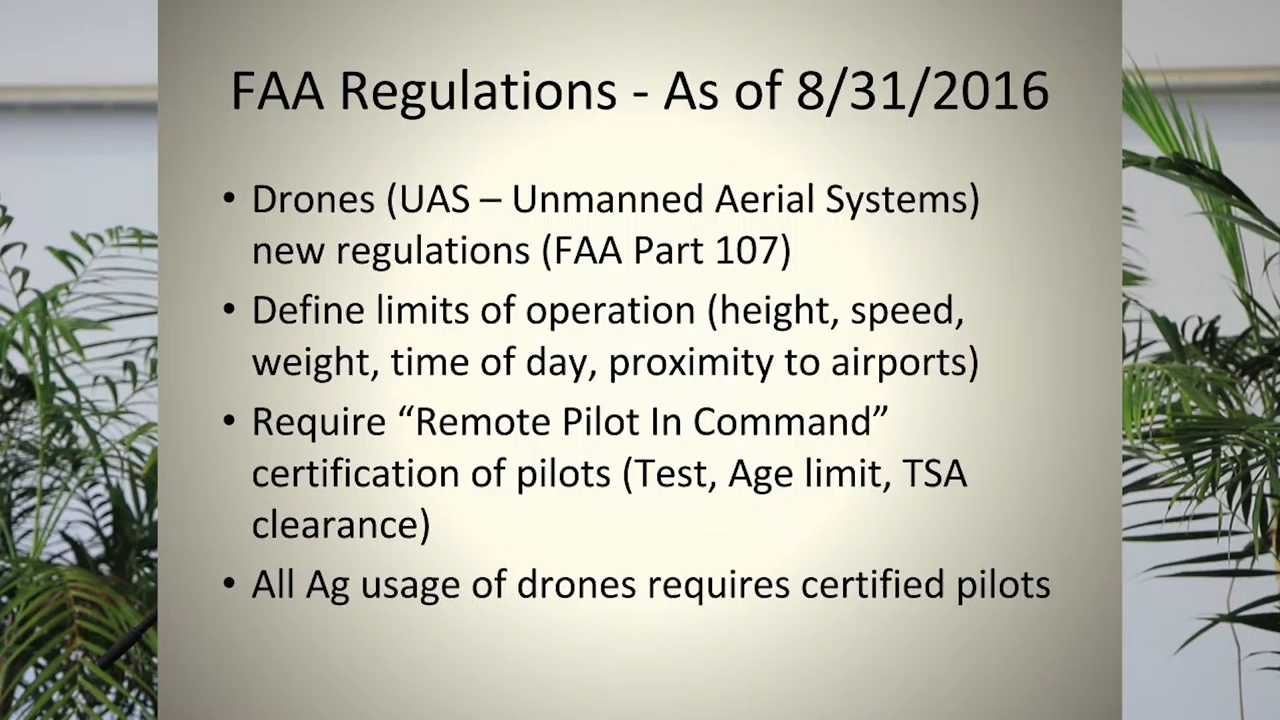 FAA Regulations - As of 8/31/2016
• Drones (UAS – Unmanned Aerial Systems)
new regulations (FAA Part 107)
• Define limits of operation (height, speed,
weight, time of day, proximity to airports)
• Require “Remote Pilot In Command”
certification of pilots (Test, Age limit, TSA
clearance)
• All Ag usage of drones requires certified pilots